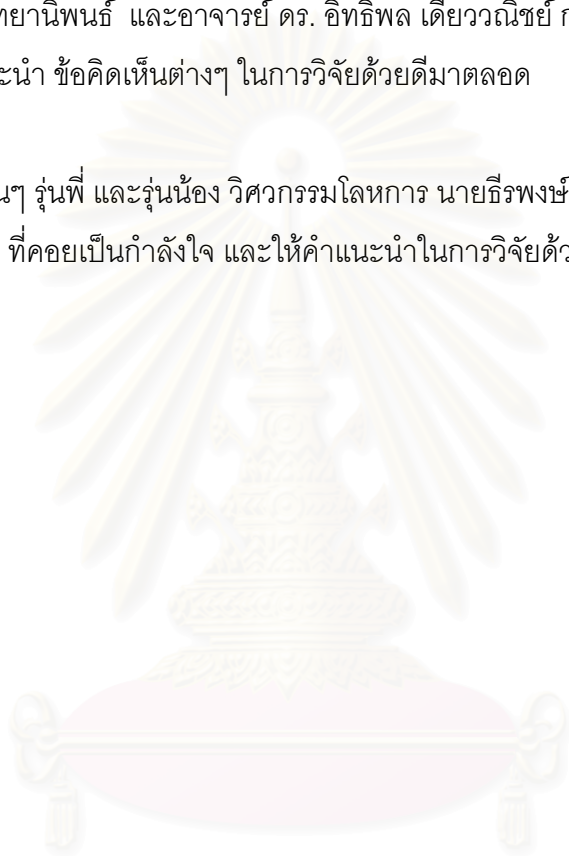 ทยานิพนธ์ และอาจารย์ ดร. อิทธิพล เดียววณิชย์
ะนำ ข้อคิดเห็นต่างๆ ในการวิจัยด้วยดีมาตลอด
นๆ รุ่นพี่ และรุ่นน้อง วิศวกรรมโลหการ นายธีรพงษ์
ที่คอยเป็นกำลังใจ และให้คำแนะนำในการวิจัยด้ว